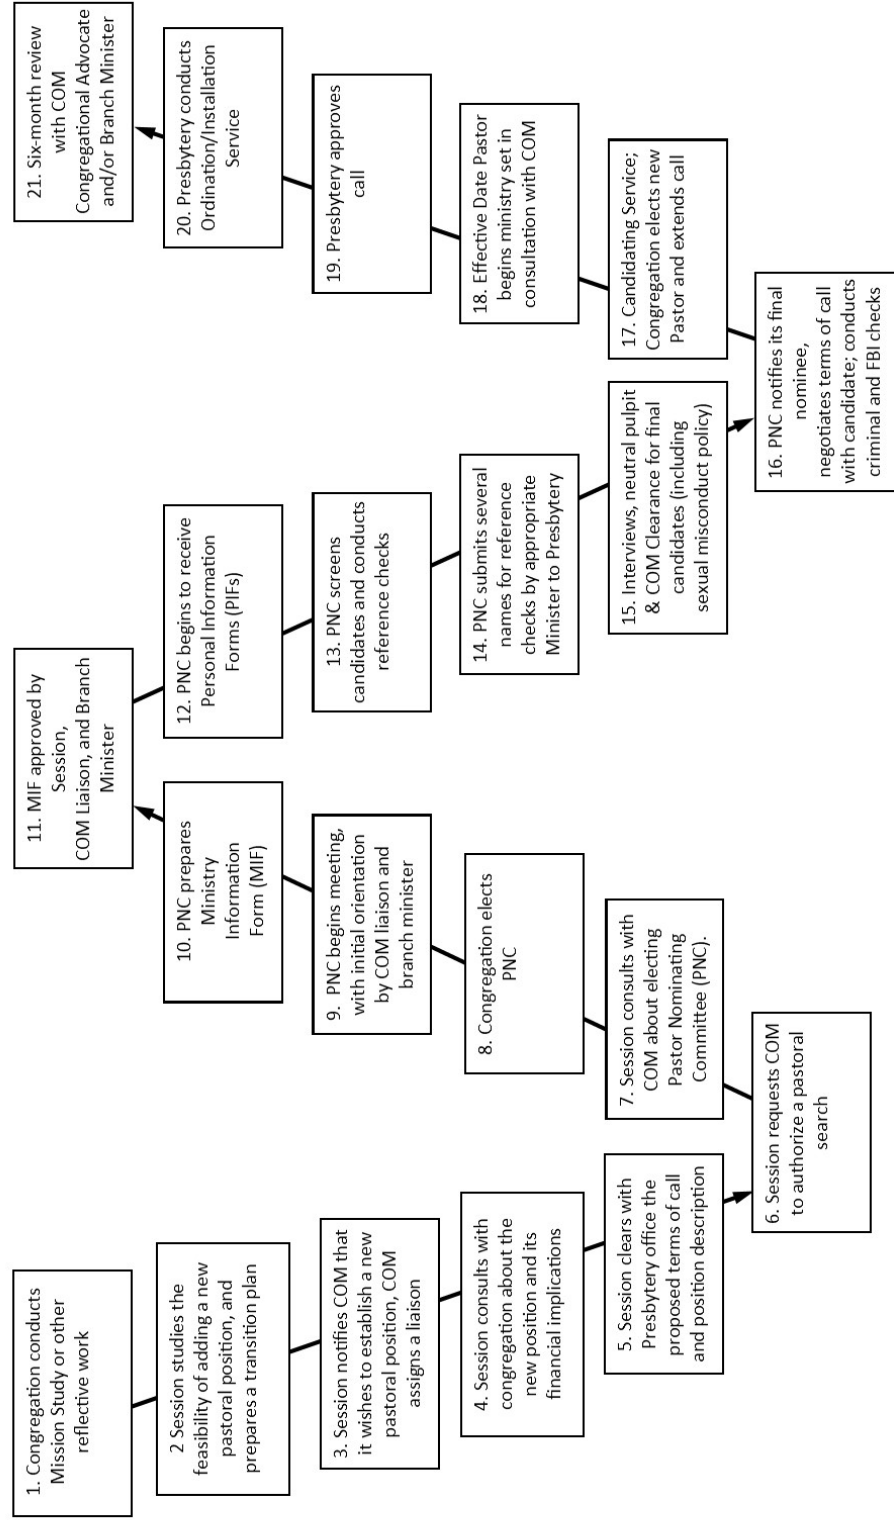 1. Congregation conducts
Mission Study or other
reflective work
2 Session studies the
feasibility of adding a new
pastoral position, and
prepares a transition plan
3. Session notifies COM that
it wishes to establish a new
pastoral position, COM
assigns a liaison
4. Session consults with
congregation about the
new position and its
financial implications
5. Session clears with
Presbytery office the
proposed terms of call
and position description
6. Session requests COM
to authorize a pastoral
search
7. Session consults with
COM about electing
Pastor Nominating
Committee (PNC).
8. Congregation elects
PNC
9. PNC begins meeting,
with initial orientation
by COM liaison and
branch minister
10. PNC prepares
Ministry
Information
Form (MIF)
11. MIF approved by
Session,
COM Liaison, and Branch
Minister
12. PNC begins to receive
Personal Information
Forms (PIFs)
13. PNC screens
candidates and conducts
reference checks
14. PNC submits several
names for reference
checks by appropriate
Minister to Presbytery
15. Interviews, neutral pulpit
& COM Clearance for final
candidates (including
sexual misconduct policy)
16. PNC notifies its final
nominee,
negotiates terms of call
with candidate; conducts
criminal and FBI checks
17. Candidating Service;
Congregation elects new
Pastor and extends call
18. Effective Date Pastor
begins ministry set in
consultation with COM
19. Presbytery approves
call
20. Presbytery conducts
Ordination/Installation
Service
21. Six-month review
with COM
Congregational Advocate
and/or Branch Minister